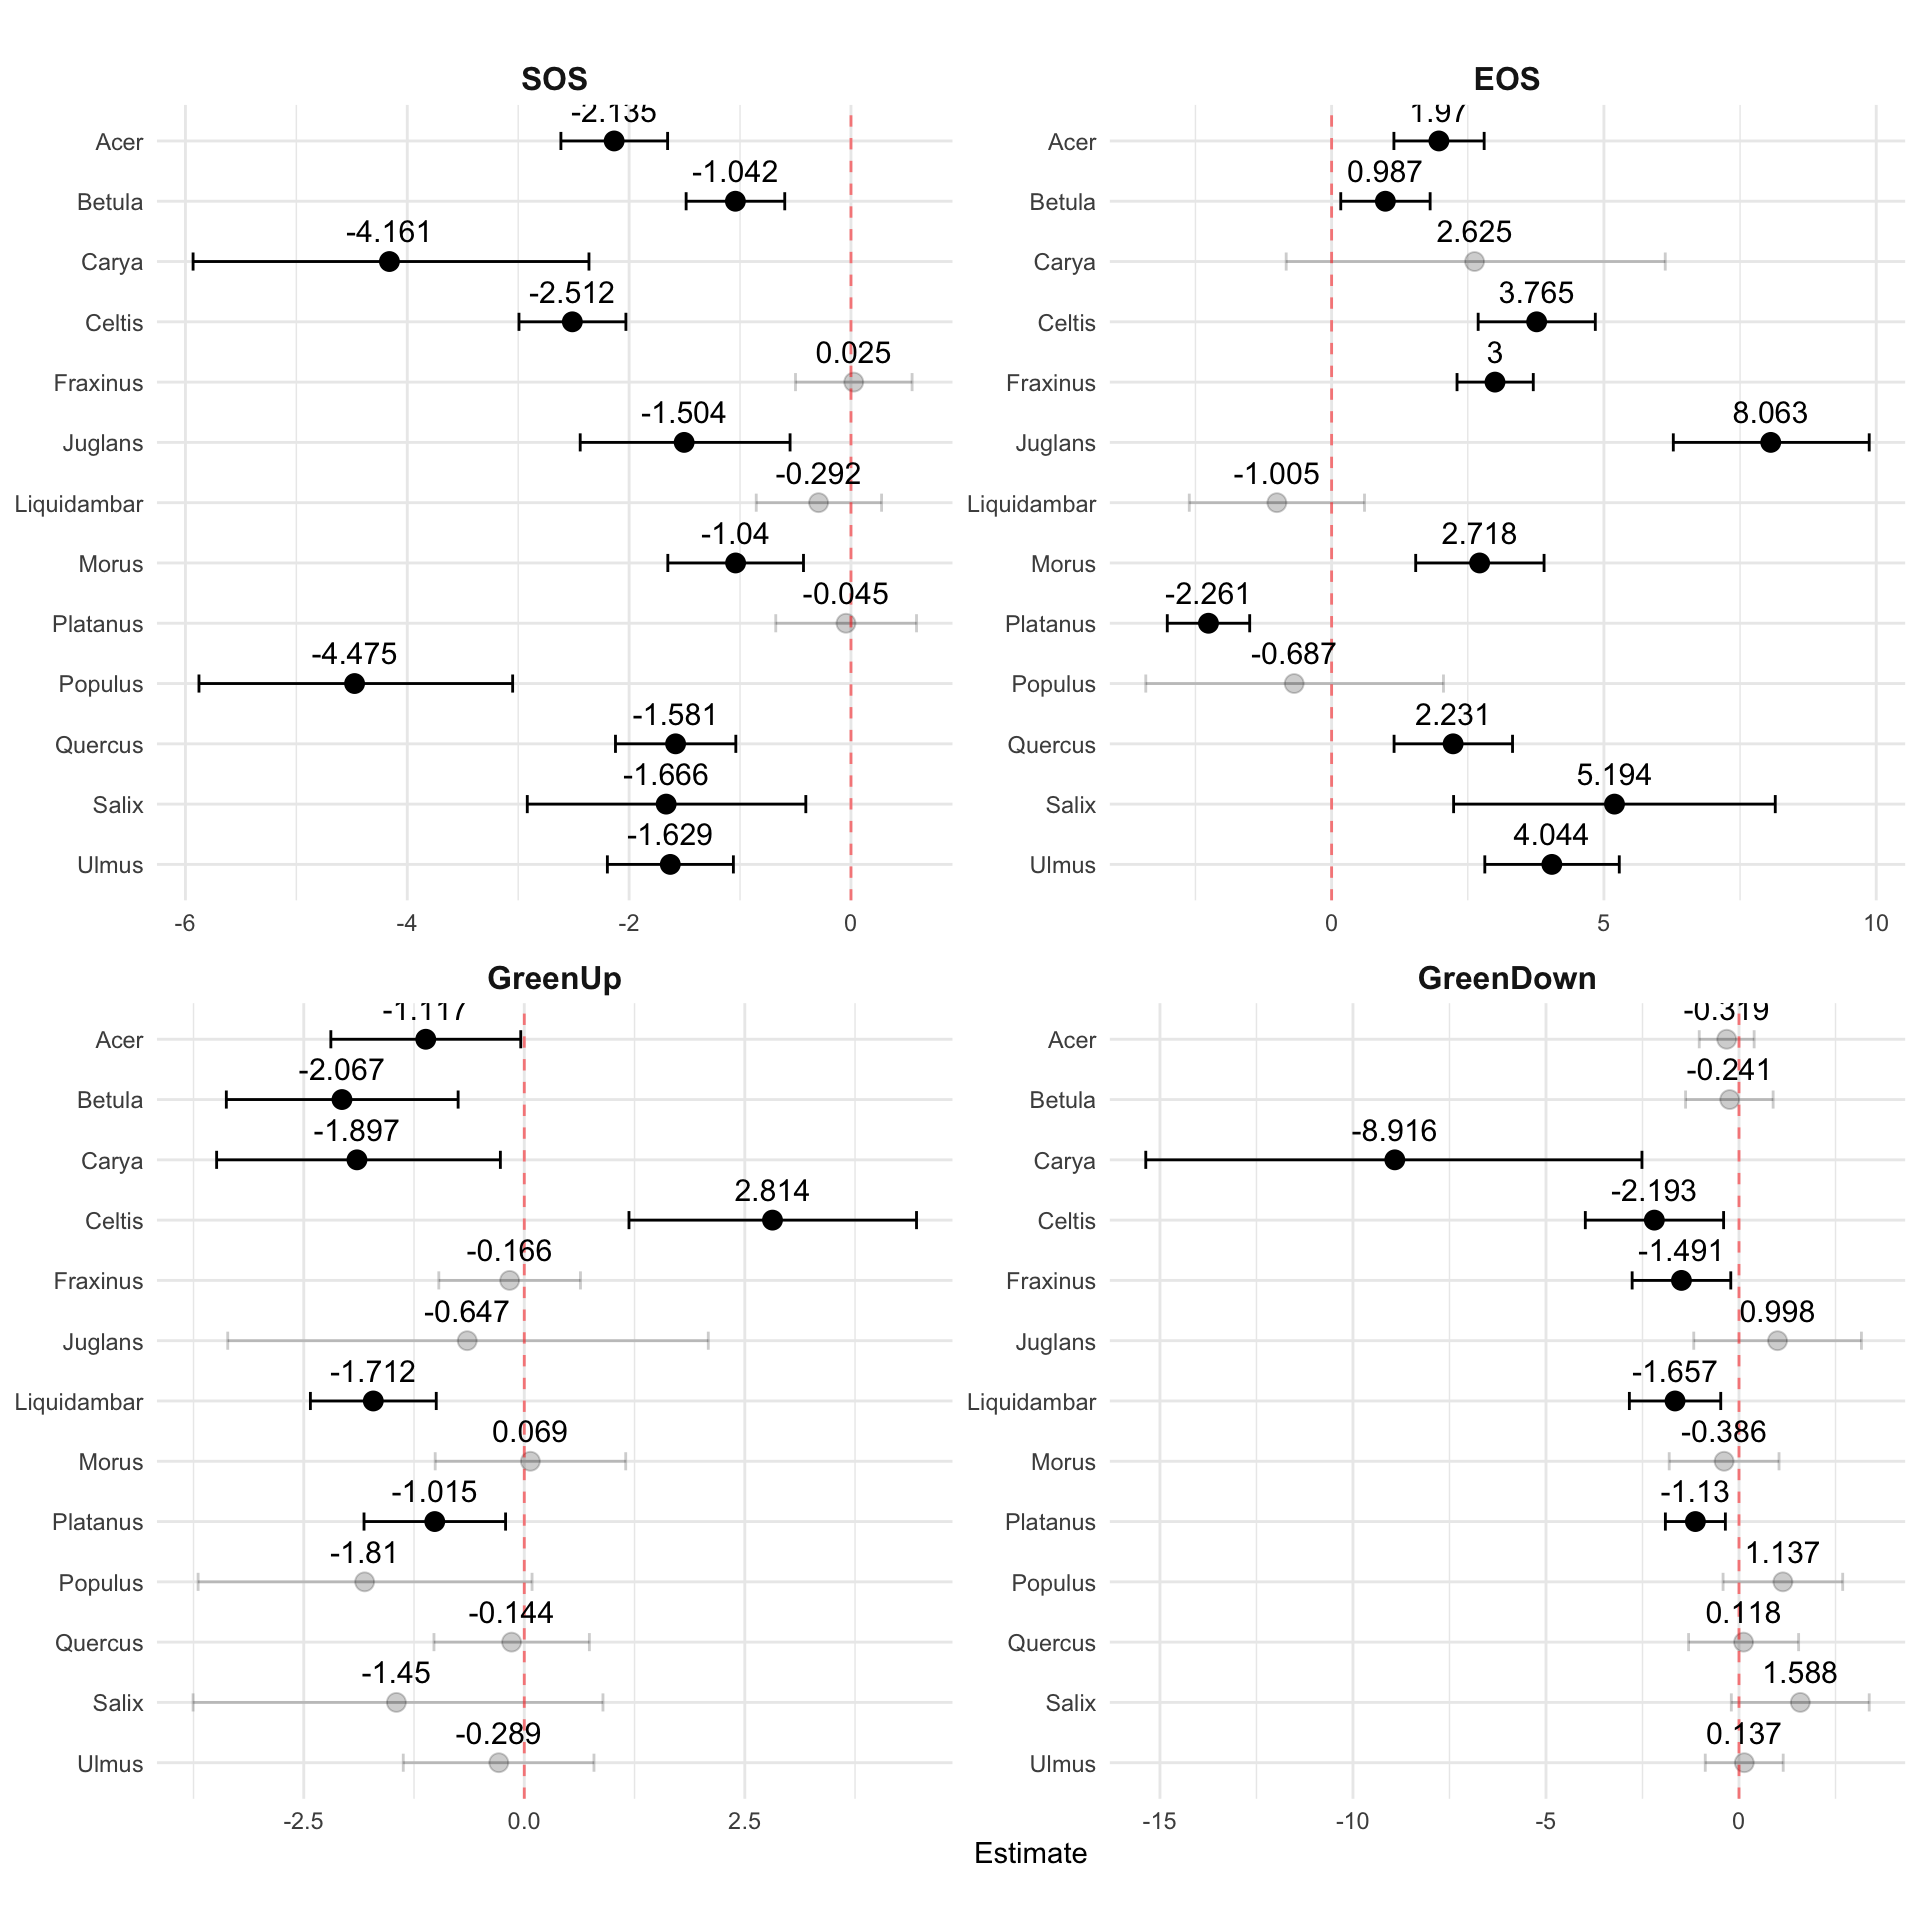 SOS
Acer -2.135
Betula -1.042
Carya -4.161
Celtis -2.512
Fraxinus 0.025
Juglans -1.504
Liquidambar -0.292
Morus -1.04
Platanus -0.045
Populus -4.475
Quercus -1.581
Salix -1.666
Ulmus -1.629
-6 -4 -2 0
EOS
Acer 1.97
Betula 0.987
Carya 2.625
Celtis 3.765
Fraxinus 3
Juglans 8.063
Liquidambar -1.005
Morus 2.718
Platanus -2.261
Populus -0.687
Quercus 2.231
Salix 5.194
Ulmus 4.044
0 5 10
GreenUp
Acer -1.117
Betula -2.067
Carya -1.897
Celtis 2.814
Fraxinus -0.166
Juglans -0.647
Liquidambar -1.712
Morus 0.069
Platanus -1.015
Populus -1.81
Quercus -0.144
Salix -1.45
Ulmus -0.289
-2.5 0.0 2.5
GreenDown
Acer -0.319
Betula -0.241
Carya -8.916
Celtis -2.193
Fraxinus -1.491
Juglans 0.998
Liquidambar -1.657
Morus -0.386
Platanus -1.13
Populus 1.137
Quercus 0.118
Salix 1.588
Ulmus 0.137
-15 -10 -5 0
Estimate